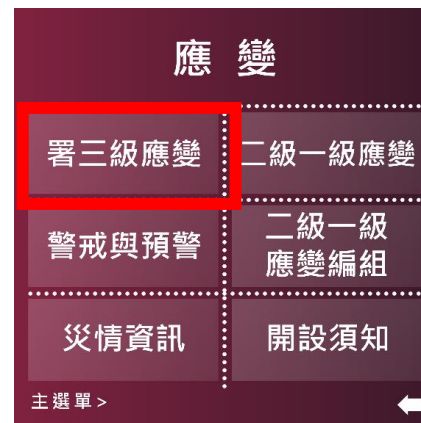 應 變
署三級應變
二級一級應變
警戒與預警
二級一級
應變編組
災情資訊
開設須知
主選單>